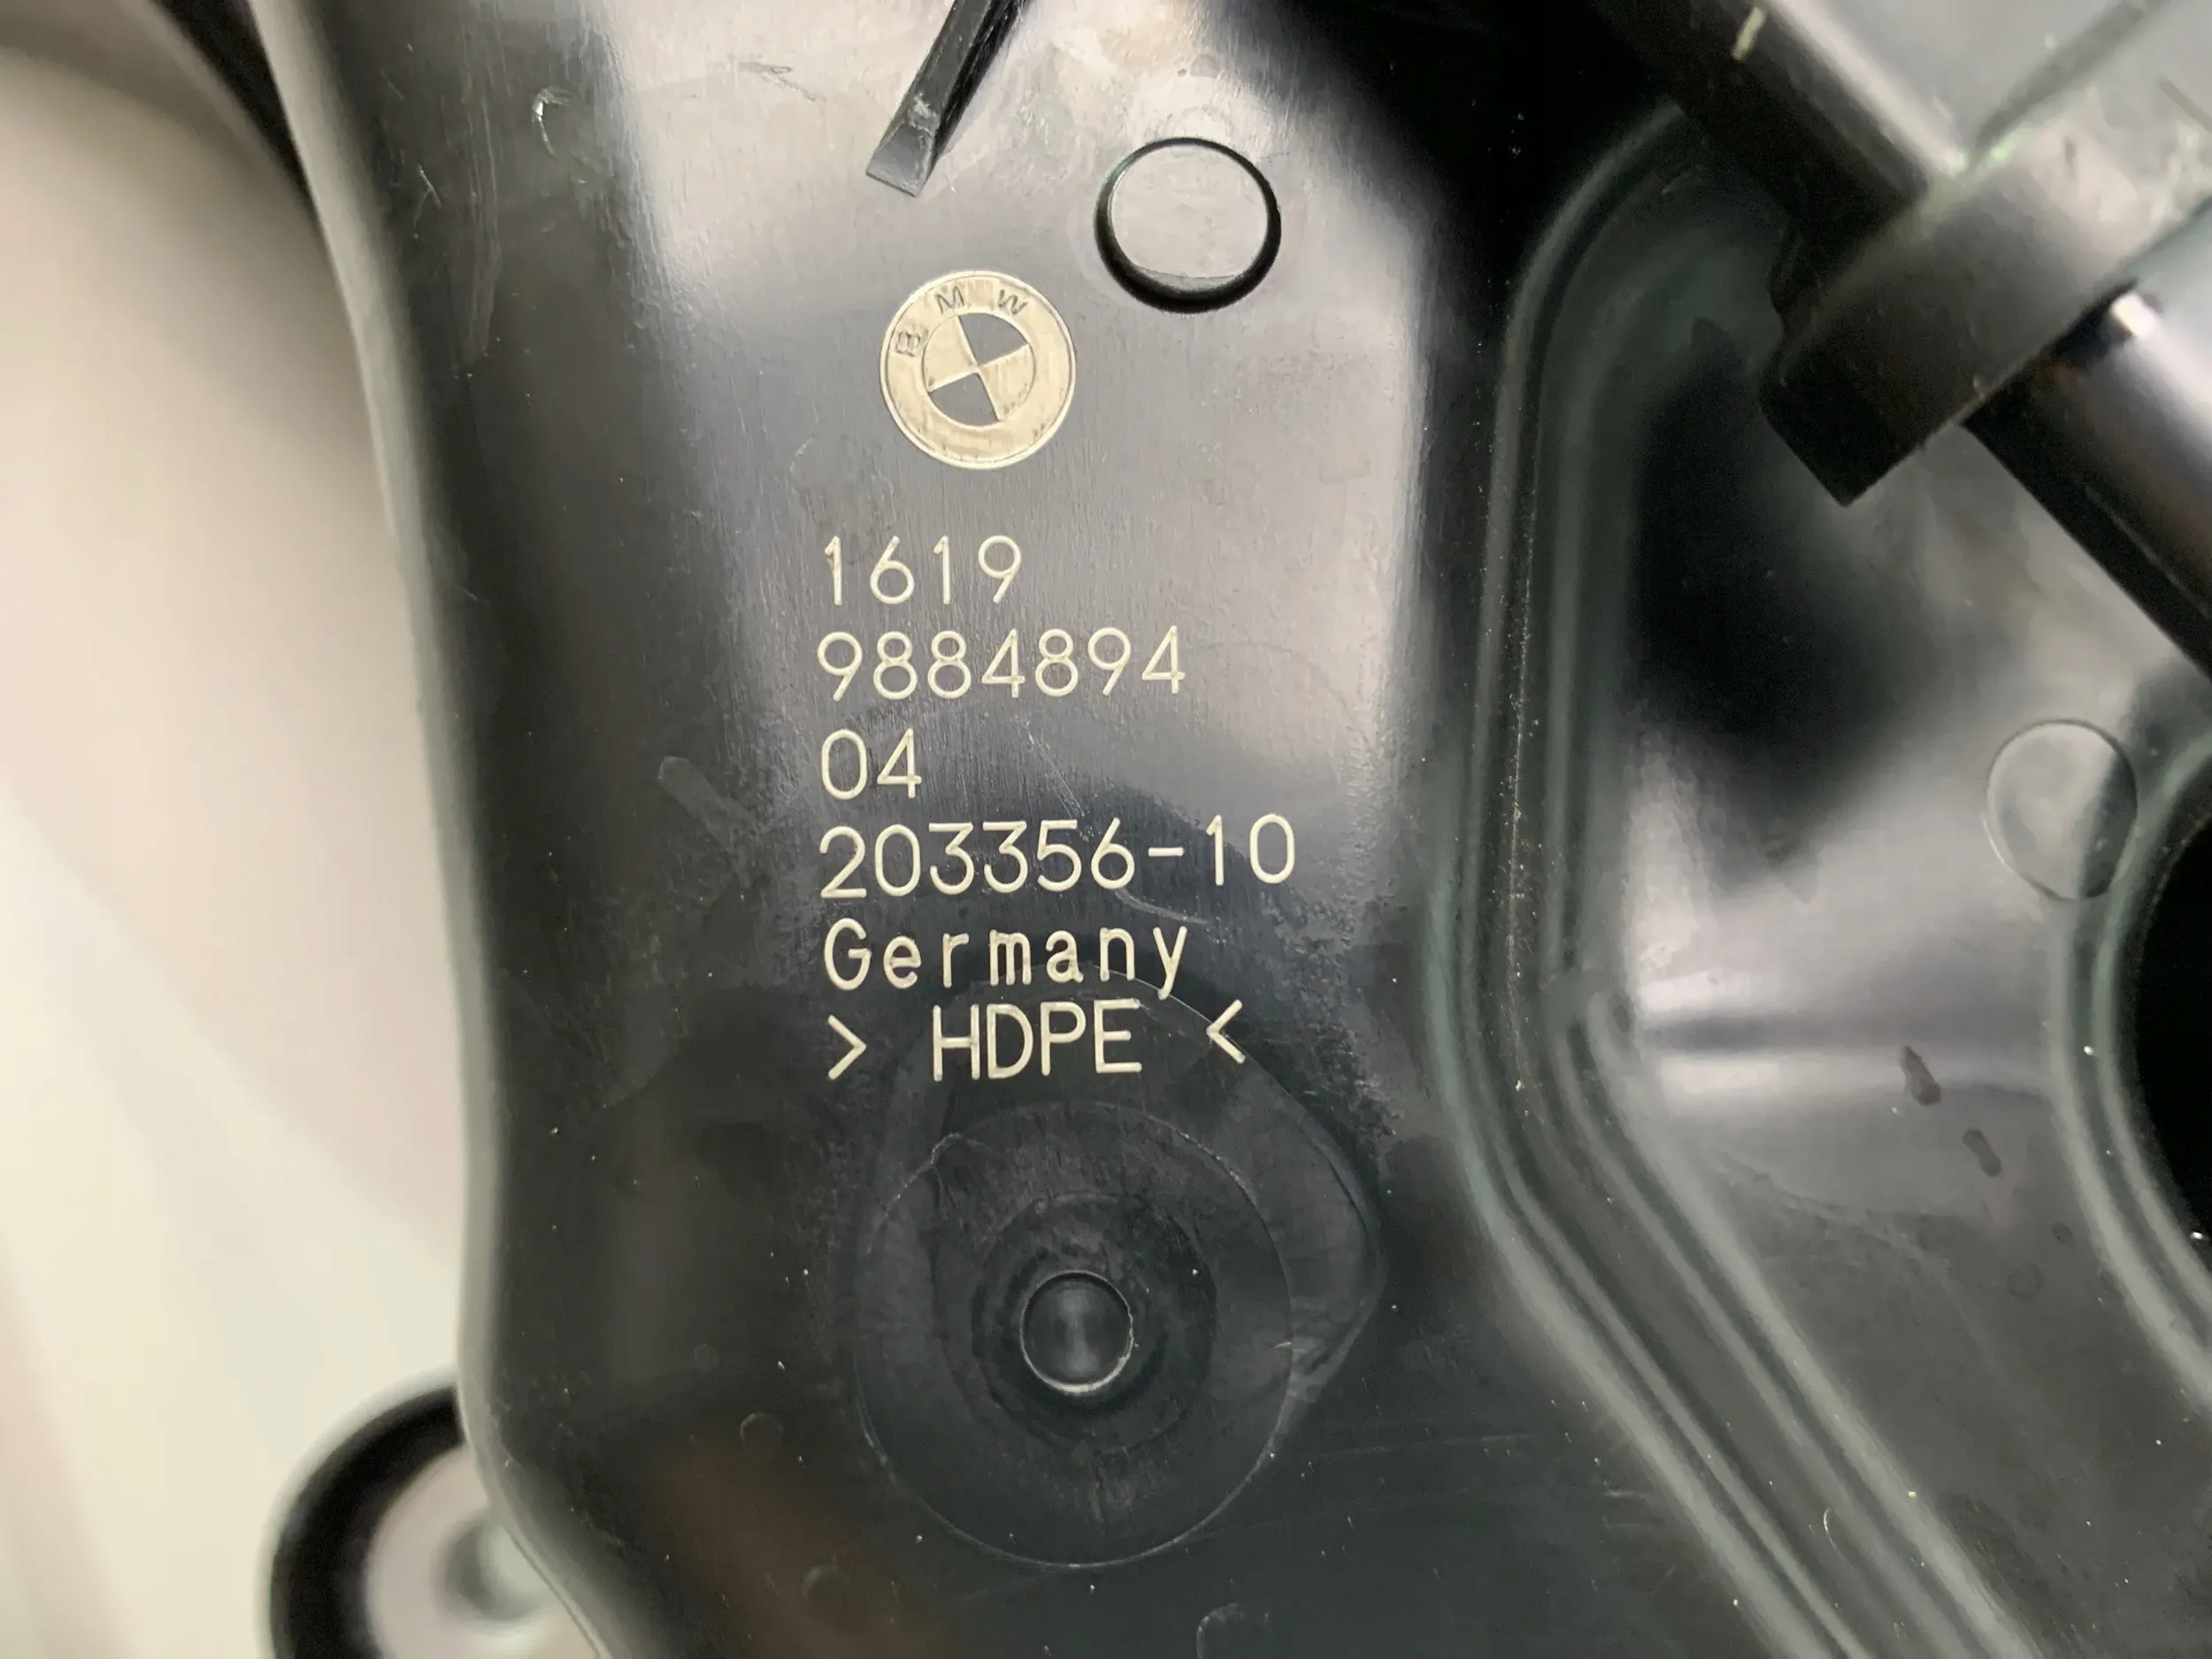 BMW
1619
9884894
04
203356-10
Germany
> HDPE <